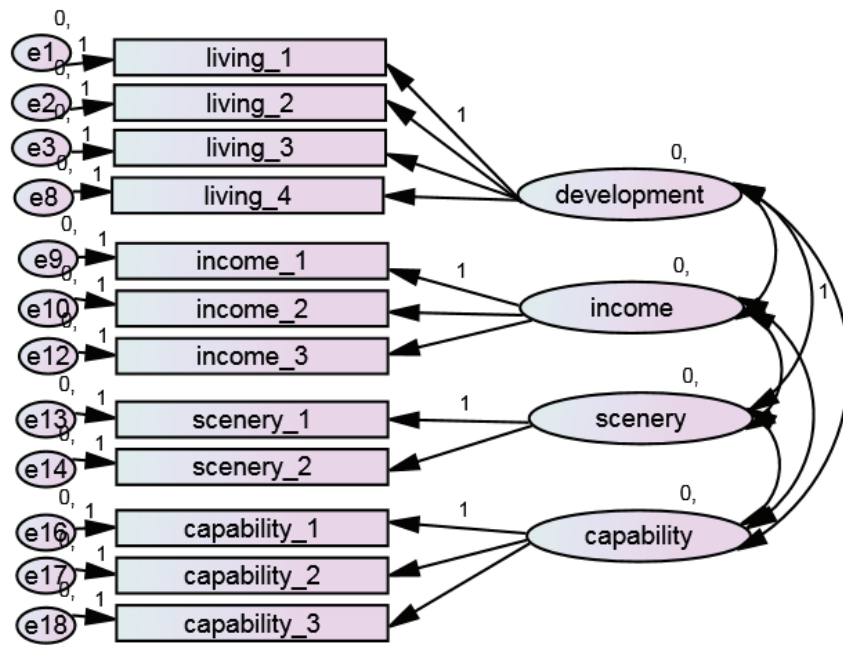 0,
e1 1 living_1
0,
e2 1 living_2
1
0,
e3 1 living_3
0,
0,
e8 1 living_4
development
0,
e9 1 income_1
1
0,
0,
e10 1 income_2
income
1
0,
e12 1 income_3
0,
0,
e13 1 scenery_1
1
scenery
0,
e14 1 scenery_2
0,
0,
e16 1 capability_1
1
capability
0,
e17 1 capability_2
0,
e18 1 capability_3